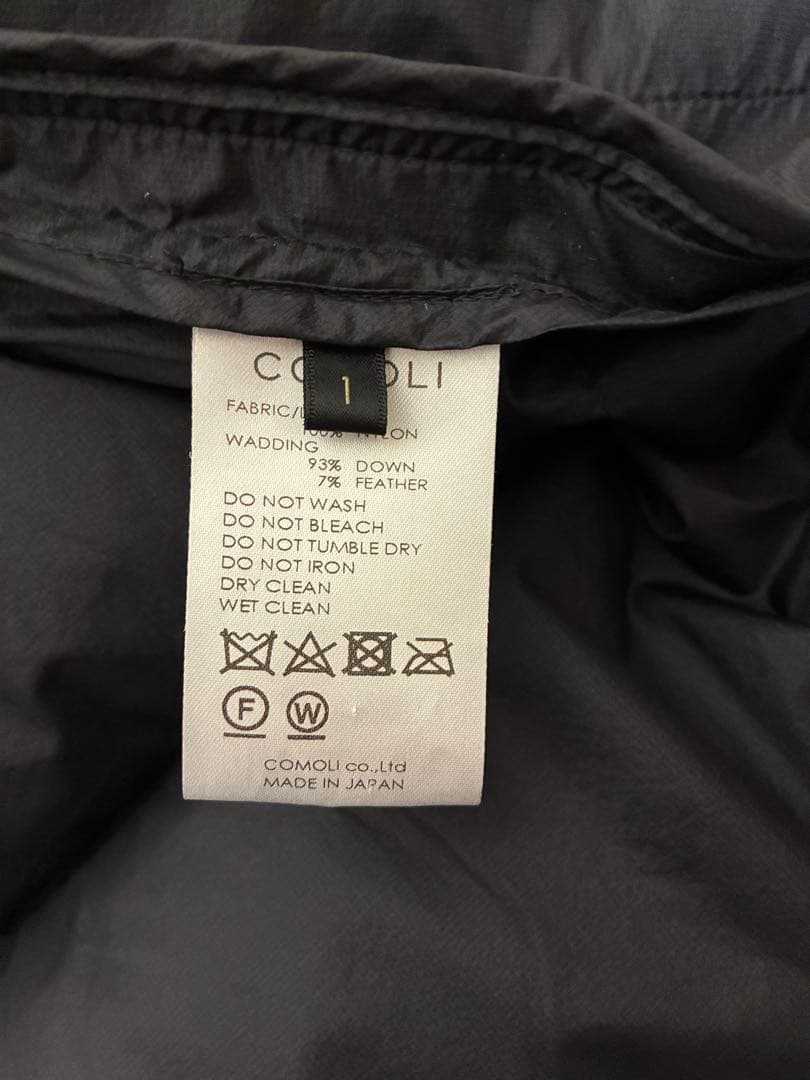 CO OLI
1
FABRIC/L
100% NYLON
WADDING
93% DOWN
7% FEATHER
DO NOT WASH
DO NOT BLEACH
DO NOT TUMBLE DRY
DO NOT IRON
DRY CLEAN
WET CLEAN
F W
COMOLI co.,Ltd
MADE IN JAPAN